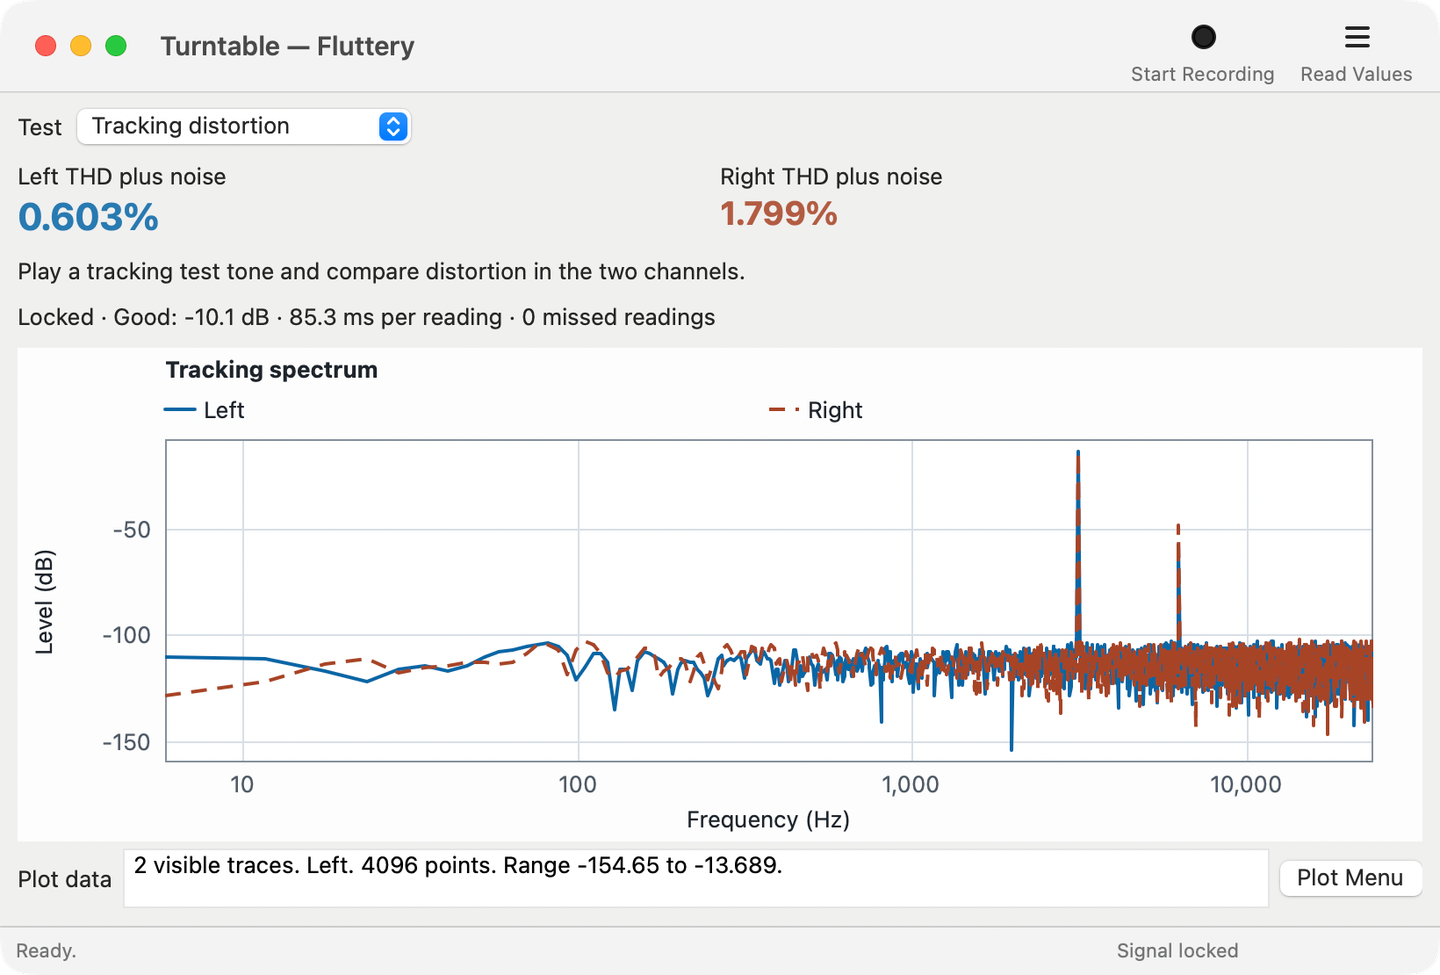 Turntable — Fluttery
Start Recording
Read Values
Test
Tracking distortion
Left THD plus noise
Right THD plus noise
0.603%
1.799%
Play a tracking test tone and compare distortion in the two channels.
Locked · Good: -10.1 dB · 85.3 ms per reading · 0 missed readings
Tracking spectrum
Left
Right
-50
-100
-150
Level (dB)
10
100
1,000
10,000
Frequency (Hz)
Plot data
2 visible traces. Left. 4096 points. Range -154.65 to -13.689.
Plot Menu
Ready.
Signal locked